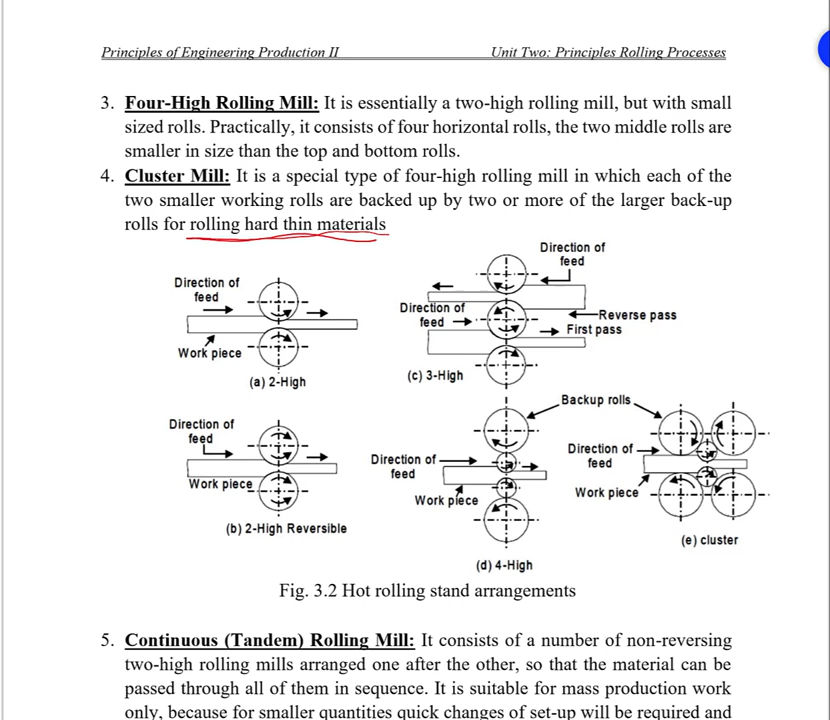 Principles of Engineering Production II Unit Two: Principles Rolling Processes
3. Four-High Rolling Mill: It is essentially a two-high rolling mill, but with small
sized rolls. Practically, it consists of four horizontal rolls, the two middle rolls are
smaller in size than the top and bottom rolls.
4. Cluster Mill: It is a special type of four-high rolling mill in which each of the
two smaller working rolls are backed up by two or more of the larger back-up
rolls for rolling hard thin materials
Direction of
feed
Work piece
(a) 2-High
Direction of
feed
Direction of
feed
Reverse pass
First pass
(c) 3-High
Direction of
feed
Work piece
(b) 2-High Reversible
Backup rolls
Direction of
feed
Work piece
(d) 4-High
Direction of
feed
Work piece
(e) cluster
Fig. 3.2 Hot rolling stand arrangements
5. Continuous (Tandem) Rolling Mill: It consists of a number of non-reversing
two-high rolling mills arranged one after the other, so that the material can be
passed through all of them in sequence. It is suitable for mass production work
only, because for smaller quantities quick changes of set-up will be required and